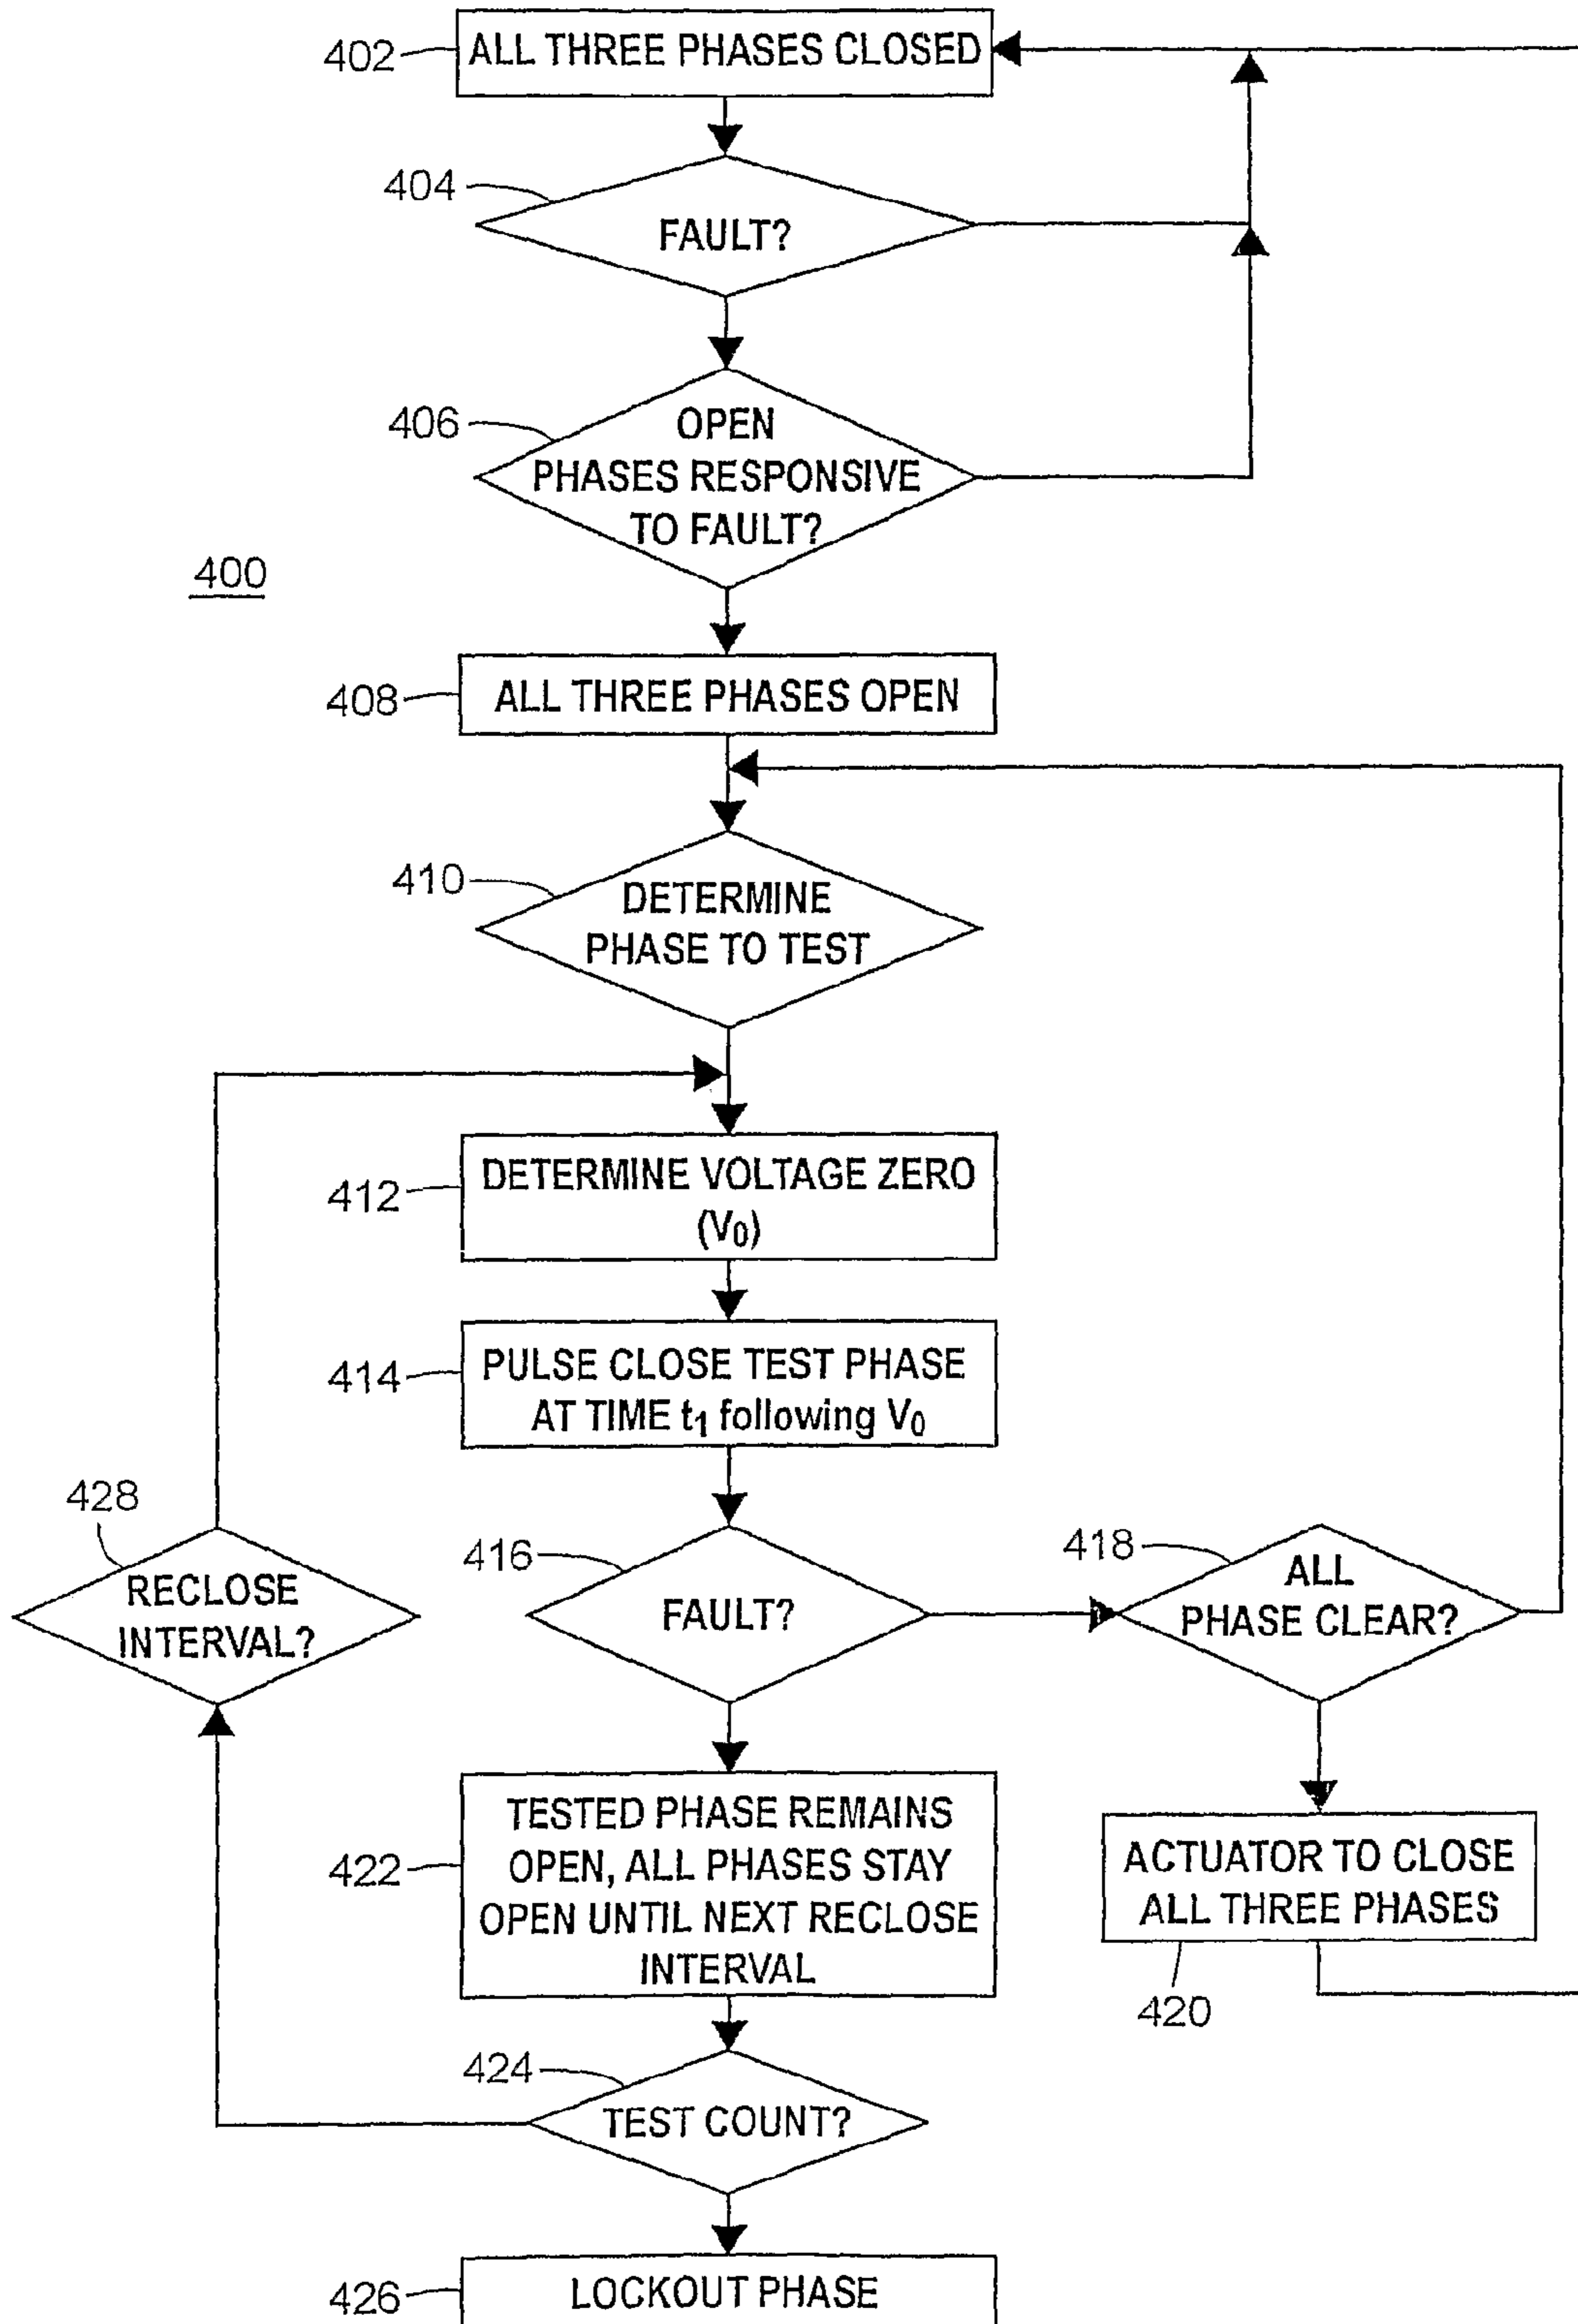 402
ALL THREE PHASES CLOSED
404
FAULT?
406
OPEN
PHASES RESPONSIVE
TO FAULT?
400
408
ALL THREE PHASES OPEN
410
DETERMINE
PHASE TO TEST
412
DETERMINE VOLTAGE ZERO
(V₀)
414
PULSE CLOSE TEST PHASE
AT TIME t₁ following V₀
428
RECLOSE
INTERVAL?
416
FAULT?
418
ALL
PHASE CLEAR?
422
TESTED PHASE REMAINS
OPEN, ALL PHASES STAY
OPEN UNTIL NEXT RECLOSE
INTERVAL
ACTUATOR TO CLOSE
ALL THREE PHASES
420
424
TEST COUNT?
426
LOCKOUT PHASE